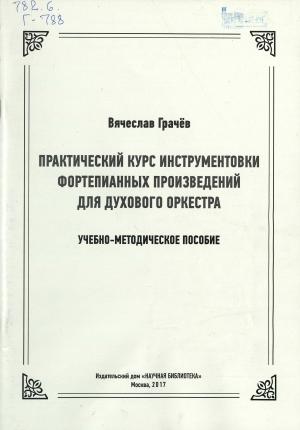 782.6.
Г-788
Вячеслав Грачёв
ПРАКТИЧЕСКИЙ КУРС ИНСТРУМЕНТОВКИ
ФОРТЕПИАННЫХ ПРОИЗВЕДЕНИЙ
ДЛЯ ДУХОВОГО ОРКЕСТРА
УЧЕБНО-МЕТОДИЧЕСКОЕ ПОСОБИЕ
Издательский дом «НАУЧНАЯ БИБЛИОТЕКА»
Москва, 2017